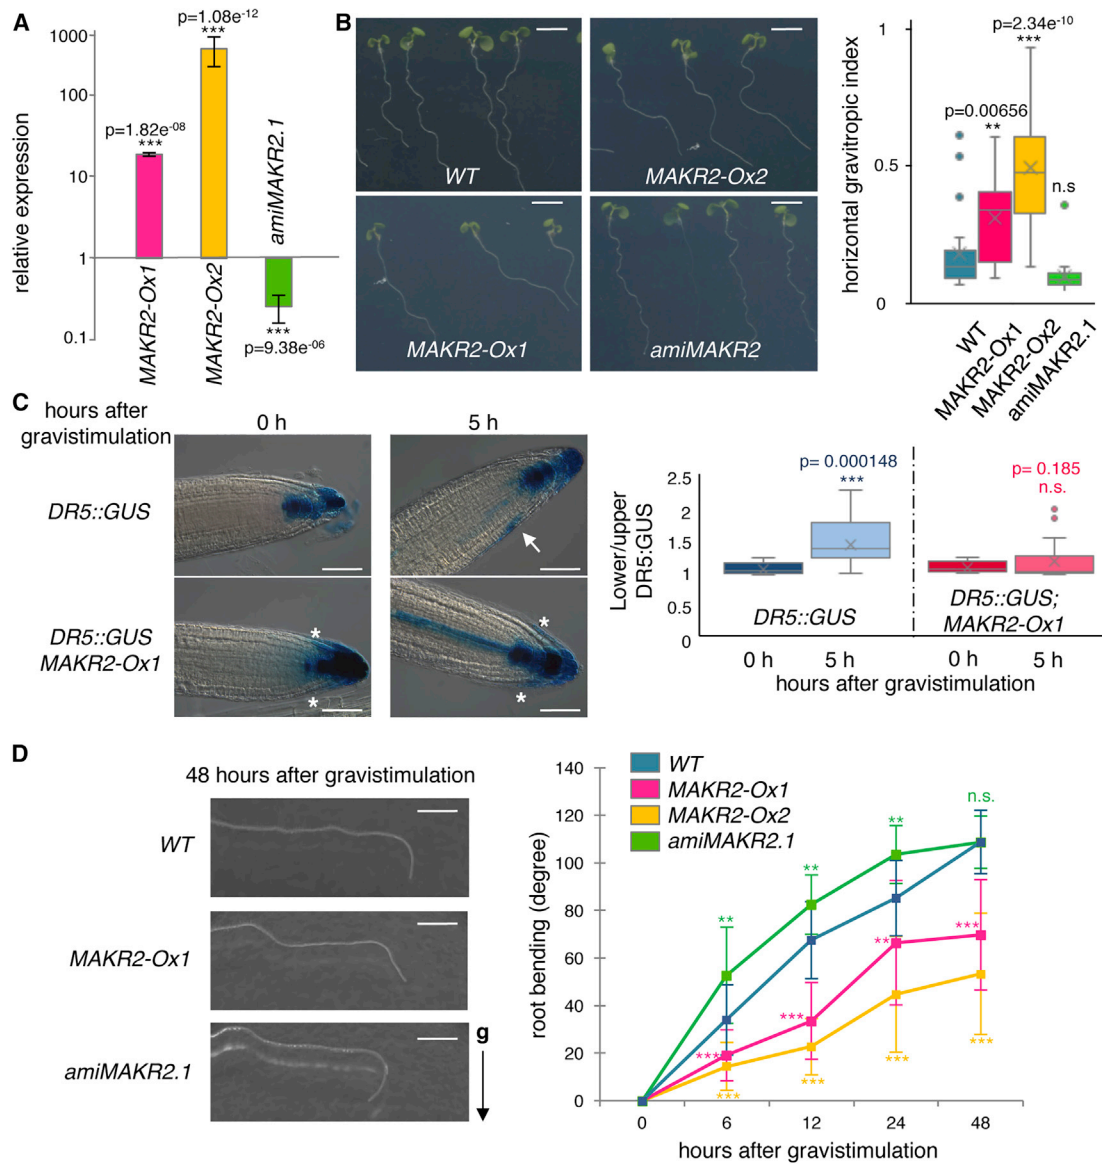 A
p=1.08e-12
***
1000
100
10
1
0.1
relative expression
p=1.82e-08
***
amiMAKR2.1
MAKR2-Ox1
MAKR2-Ox2
***
p=9.38e-06
B
WT
MAKR2-Ox2
MAKR2-Ox1
amiMAKR2
horizontal gravitropic index
1
0.5
0
p=2.34e-10
***
p=0.00656
**
n.s
WT
MAKR2-Ox1
MAKR2-Ox2
amiMAKR2.1
C
hours after
gravistimulation
0 h
5 h
DR5::GUS
DR5::GUS
MAKR2-Ox1
*
*
*
*
Lower/upper
DR5:GUS
2.5
2
1.5
1
0.5
0
p= 0.000148
***
p= 0.185
n.s.
DR5::GUS
DR5::GUS;
MAKR2-Ox1
0 h
5 h
0 h
5 h
hours after gravistimulation
D
48 hours after gravistimulation
WT
MAKR2-Ox1
amiMAKR2.1
g
root bending (degree)
140
120
100
80
60
40
20
0
WT
MAKR2-Ox1
MAKR2-Ox2
amiMAKR2.1
**
**
**
n.s.
***
***
**
***
***
***
***
***
0
6
12
24
48
hours after gravistimulation